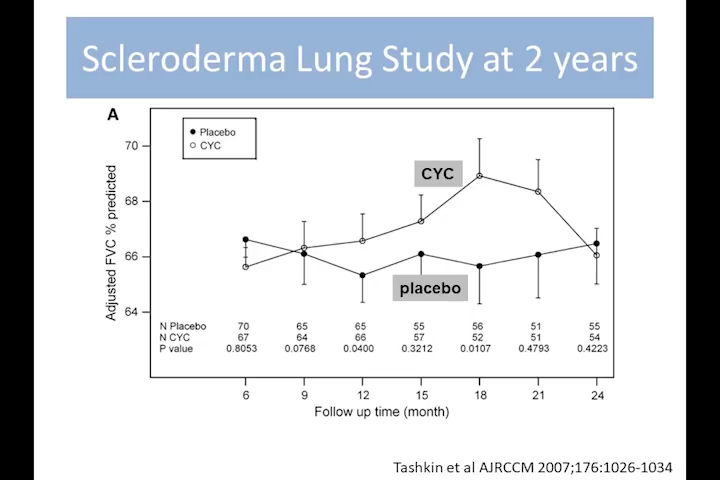 Scleroderma Lung Study at 2 years
A
Placebo
CYC
70
68
66
64
Adjusted FVC % predicted
CYC
placebo
N Placebo 70 65 65 55 56 51 55
N CYC 67 64 66 57 52 51 54
P value 0.8053 0.0768 0.0400 0.3212 0.0107 0.4793 0.4223
6 9 12 15 18 21 24
Follow up time (month)
Tashkin et al AJRCCM 2007;176:1026-1034